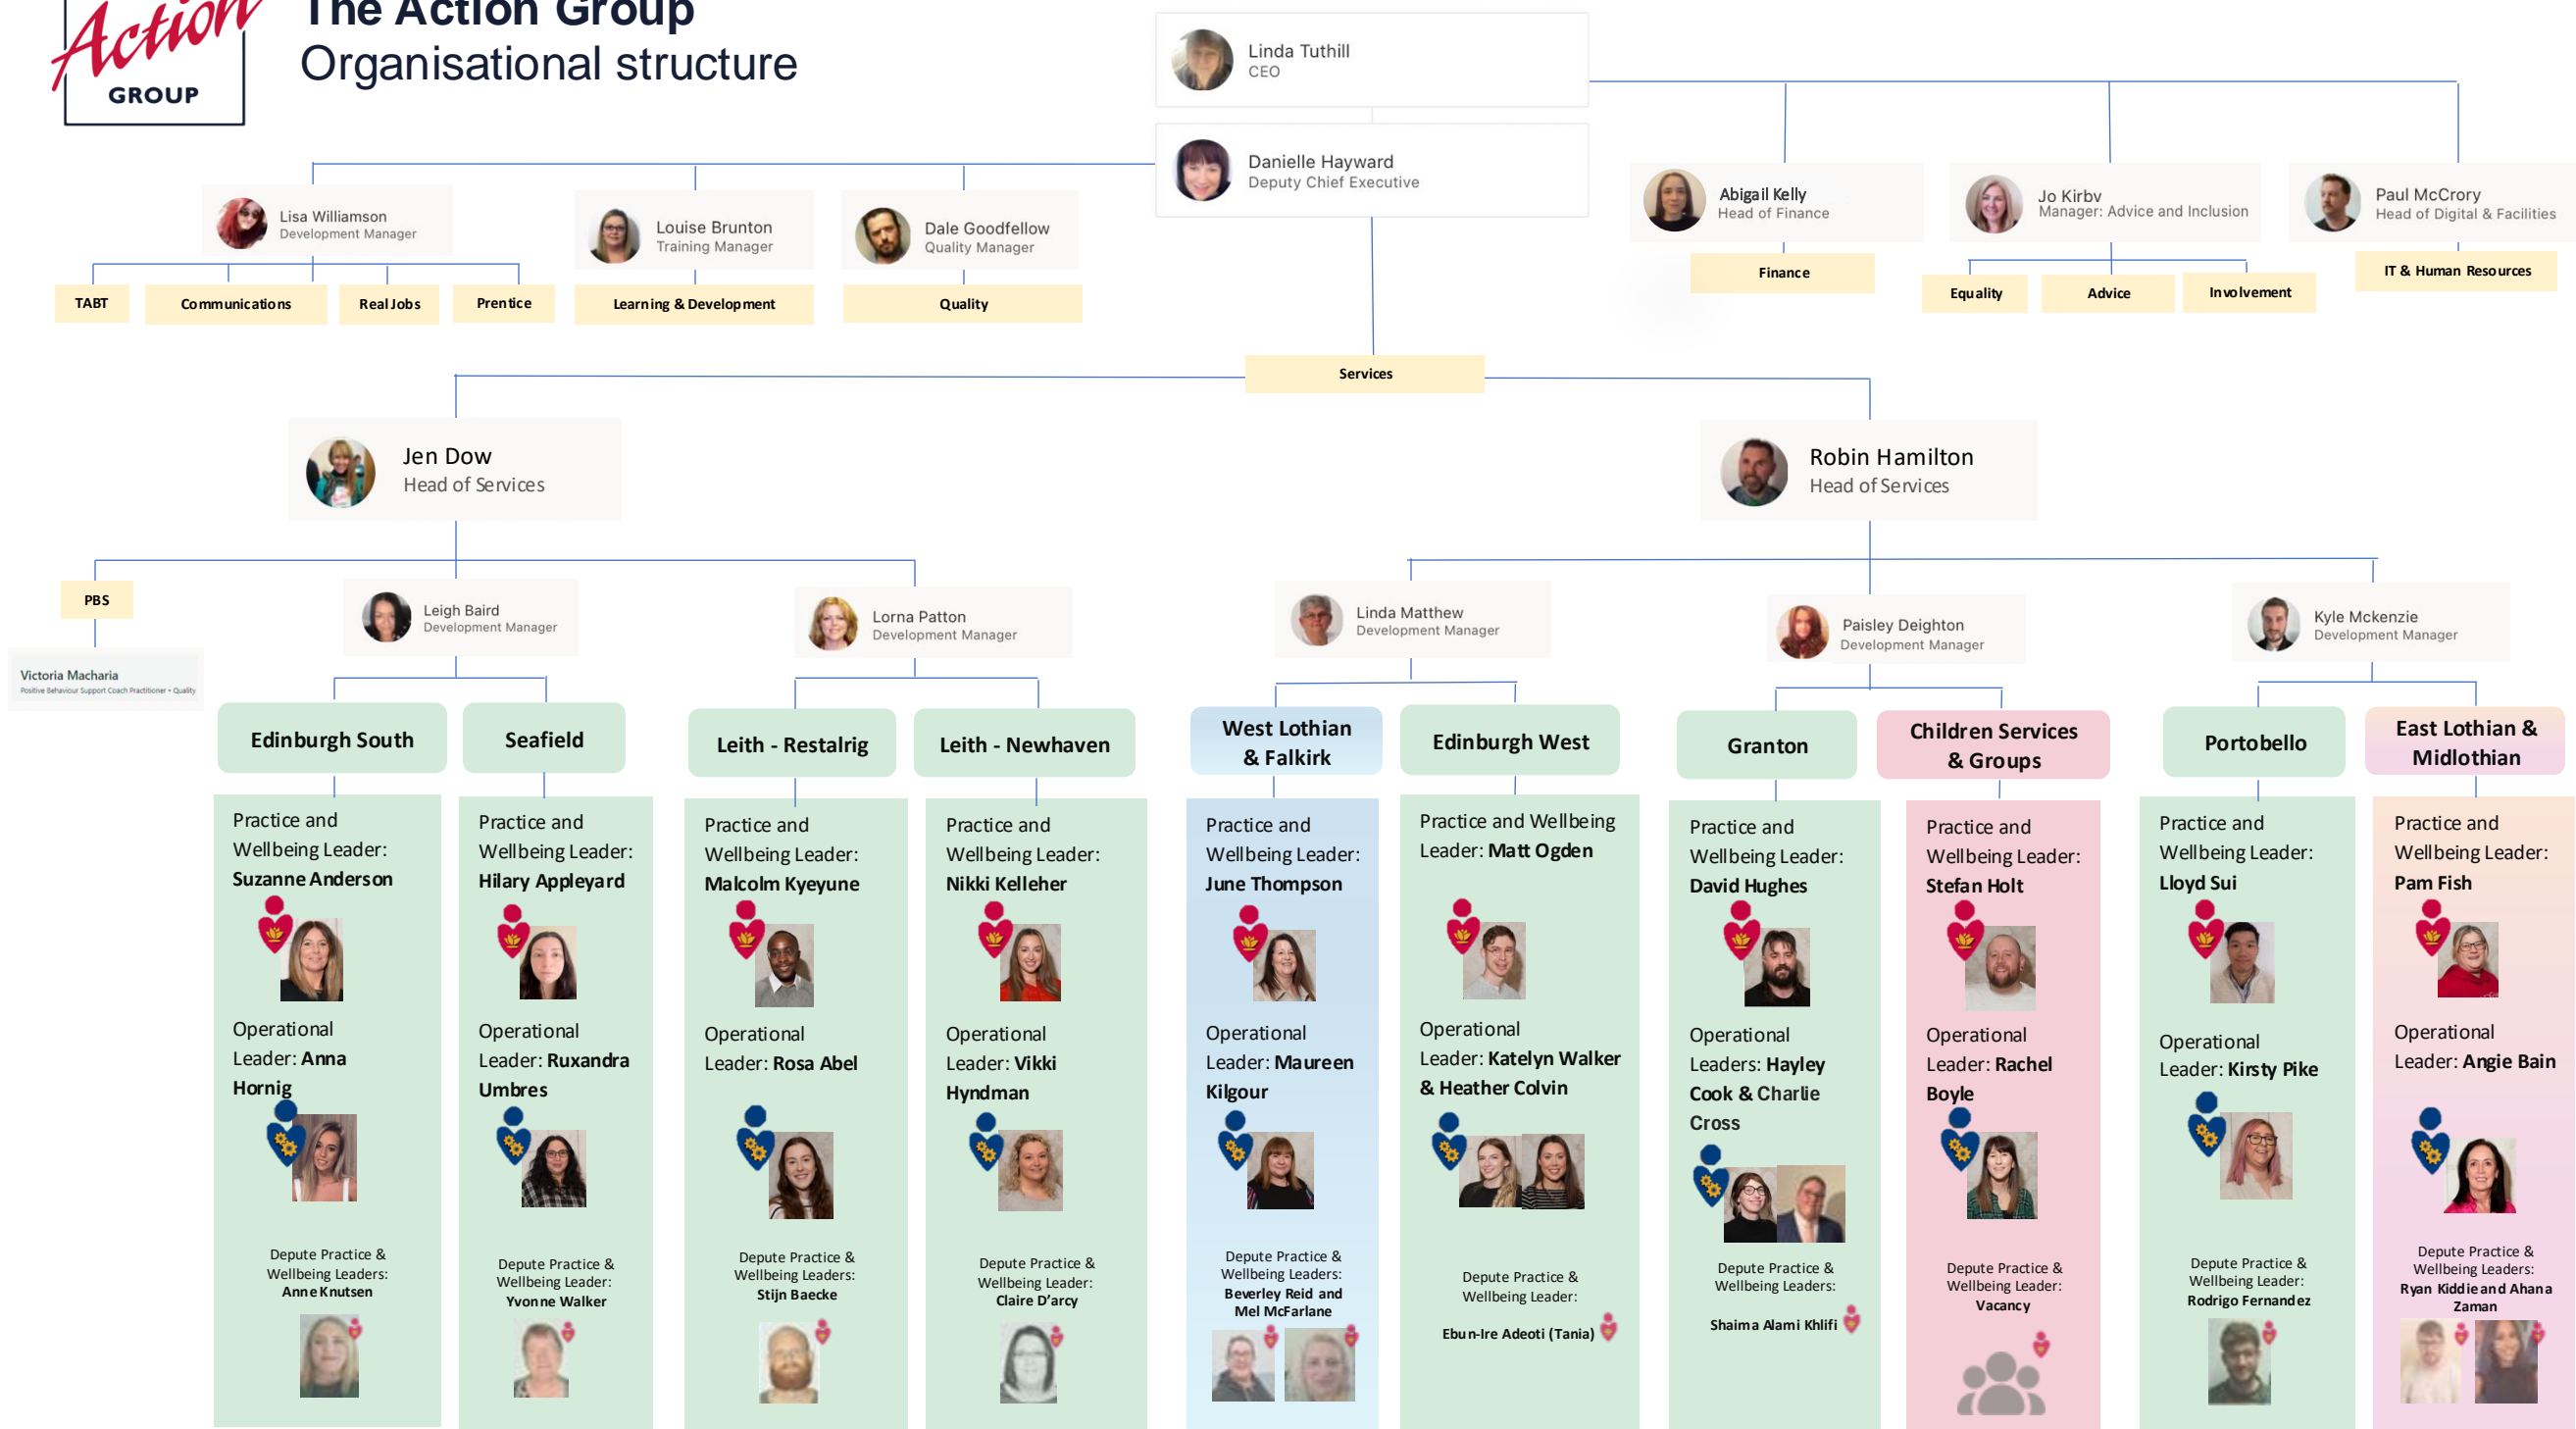 Action
GROUP
The Action Group
Organisational structure
Linda Tuthill
CEO
Danielle Hayward
Deputy Chief Executive
Lisa Williamson
Development Manager
Louise Brunton
Training Manager
Dale Goodfellow
Quality Manager
Abigail Kelly
Head of Finance
Jo Kirby
Manager: Advice and Inclusion
Paul McCrory
Head of Digital & Facilities
TABT
Communications
Real Jobs
Prentice
Learning & Development
Quality
Finance
Equality
Advice
Involvement
IT & Human Resources
Services
Jen Dow
Head of Services
Robin Hamilton
Head of Services
PBS
Victoria Macharia
Positive Behaviour Support Coach Practitioner • Quality
Leigh Baird
Development Manager
Lorna Patton
Development Manager
Linda Matthew
Development Manager
Paisley Deighton
Development Manager
Kyle Mckenzie
Development Manager
Edinburgh South
Practice and
Wellbeing Leader:
Suzanne Anderson
Operational
Leader: Anna
Hornig
Depute Practice &
Wellbeing Leaders:
Anne Knutsen
Seafield
Practice and
Wellbeing Leader:
Hilary Appleyard
Operational
Leader: Ruxandra
Umbres
Depute Practice &
Wellbeing Leader:
Yvonne Walker
Leith - Restalrig
Practice and
Wellbeing Leader:
Malcolm Kyeyune
Operational
Leader: Rosa Abel
Depute Practice &
Wellbeing Leaders:
Stijn Baecke
Leith - Newhaven
Practice and
Wellbeing Leader:
Nikki Kelleher
Operational
Leader: Vikki
Hyndman
Depute Practice &
Wellbeing Leader:
Claire D’arcy
West Lothian
& Falkirk
Practice and
Wellbeing Leader:
June Thompson
Operational
Leader: Maureen
Kilgour
Depute Practice &
Wellbeing Leaders:
Beverley Reid and
Mel McFarlane
Edinburgh West
Practice and Wellbeing
Leader: Matt Ogden
Operational
Leader: Katelyn Walker
& Heather Colvin
Depute Practice &
Wellbeing Leader:
Ebun-Ire Adeoti (Tania)
Granton
Practice and
Wellbeing Leader:
David Hughes
Operational
Leaders: Hayley
Cook & Charlie
Cross
Depute Practice &
Wellbeing Leaders:
Shaima Alami Khlifi
Children Services
& Groups
Practice and
Wellbeing Leader:
Stefan Holt
Operational
Leader: Rachel
Boyle
Depute Practice &
Wellbeing Leader:
Vacancy
Portobello
Practice and
Wellbeing Leader:
Lloyd Sui
Operational
Leader: Kirsty Pike
Depute Practice &
Wellbeing Leader:
Rodrigo Fernandez
East Lothian &
Midlothian
Practice and
Wellbeing Leader:
Pam Fish
Operational
Leader: Angie Bain
Depute Practice &
Wellbeing Leaders:
Ryan Kiddie and Ahana
Zaman